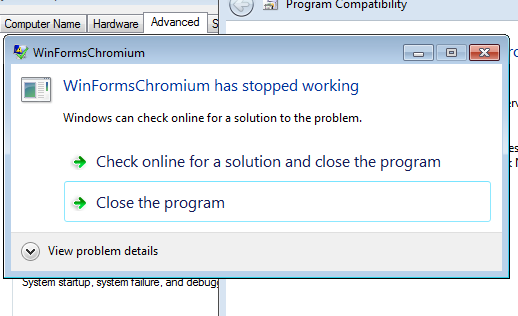 Program Compatibility
Computer Name Hardware Advanced
WinFormsChromium
WinFormsChromium has stopped working
Windows can check online for a solution to the problem.
Check online for a solution and close the program
Close the program
View problem details
System startup, system failure, and debugg